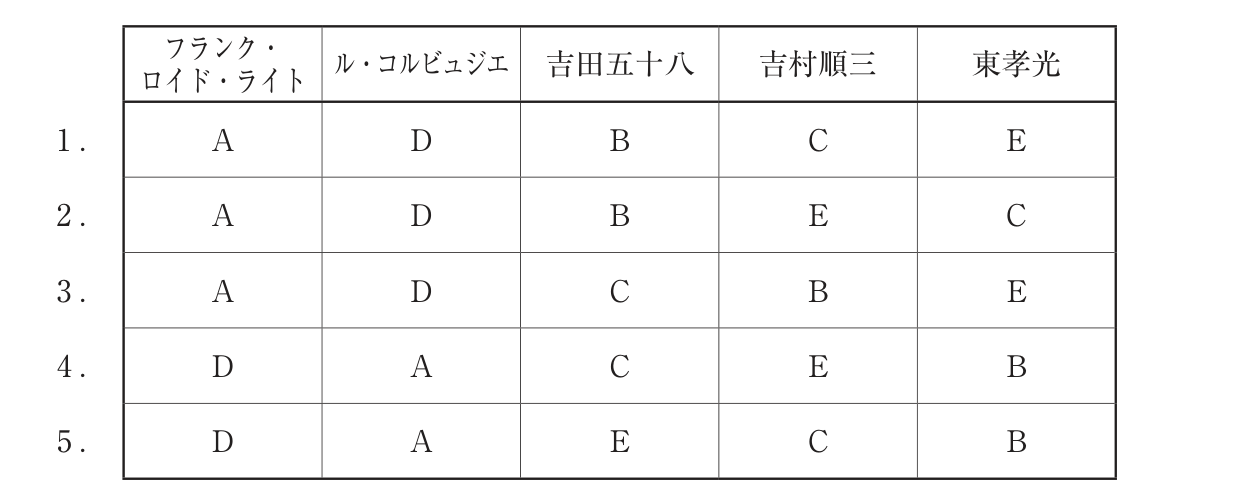 フランク・
ロイド・ライト
ル・コルビュジエ
吉田五十八
吉村順三
東孝光
1. A D B C E
2. A D B E C
3. A D C B E
4. D A C E B
5. D A E C B